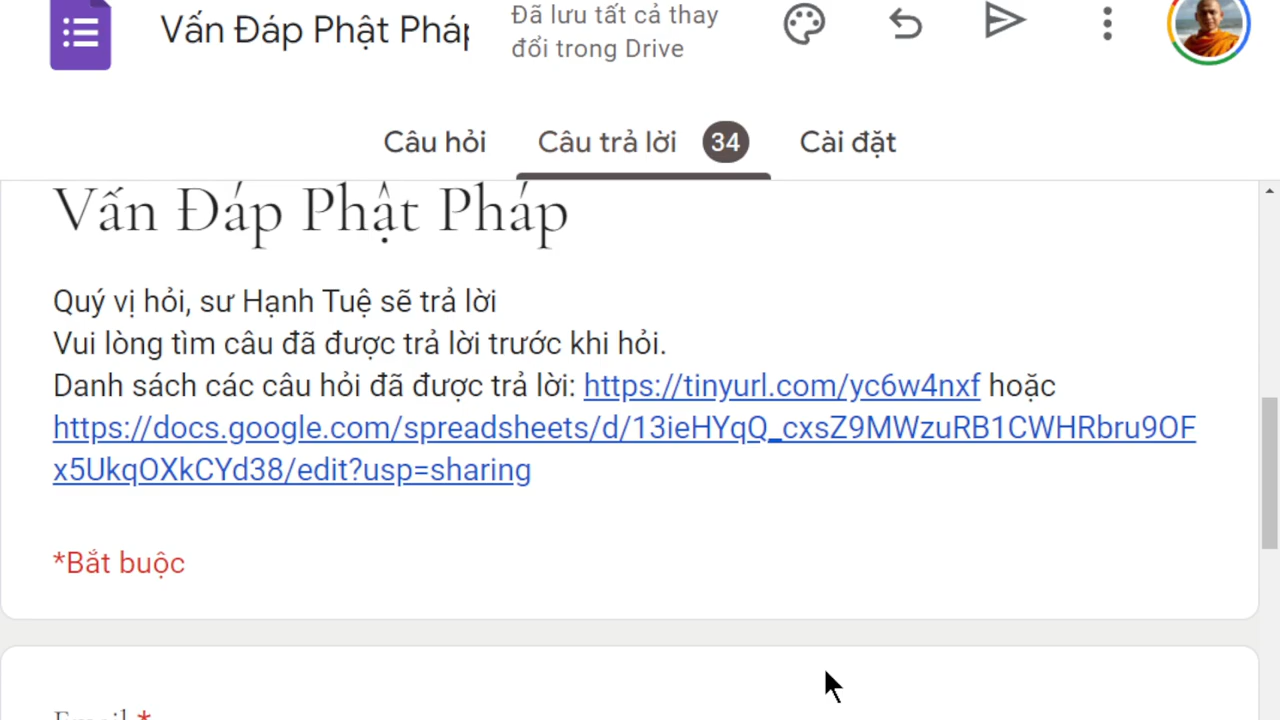 Vấn Đáp Phật Pháp
Đã lưu tất cả thay
đổi trong Drive
Câu hỏi
Câu trả lời
34
Cài đặt
Vấn Đáp Phật Pháp
Quý vị hỏi, sư Hạnh Tuệ sẽ trả lời
Vui lòng tìm câu đã được trả lời trước khi hỏi.
Danh sách các câu hỏi đã được trả lời: https://tinyurl.com/yc6w4nxf hoặc
https://docs.google.com/spreadsheets/d/13ieHYqQ_cxsZ9MWzuRB1CWHRbru9OF
x5UkqOXkCYd38/edit?usp=sharing
*Bắt buộc
Email *